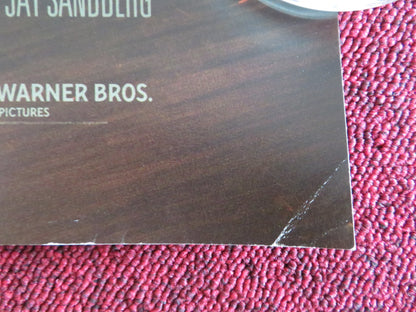 JAY SANDBERG
WARNER BROS.
PICTURES